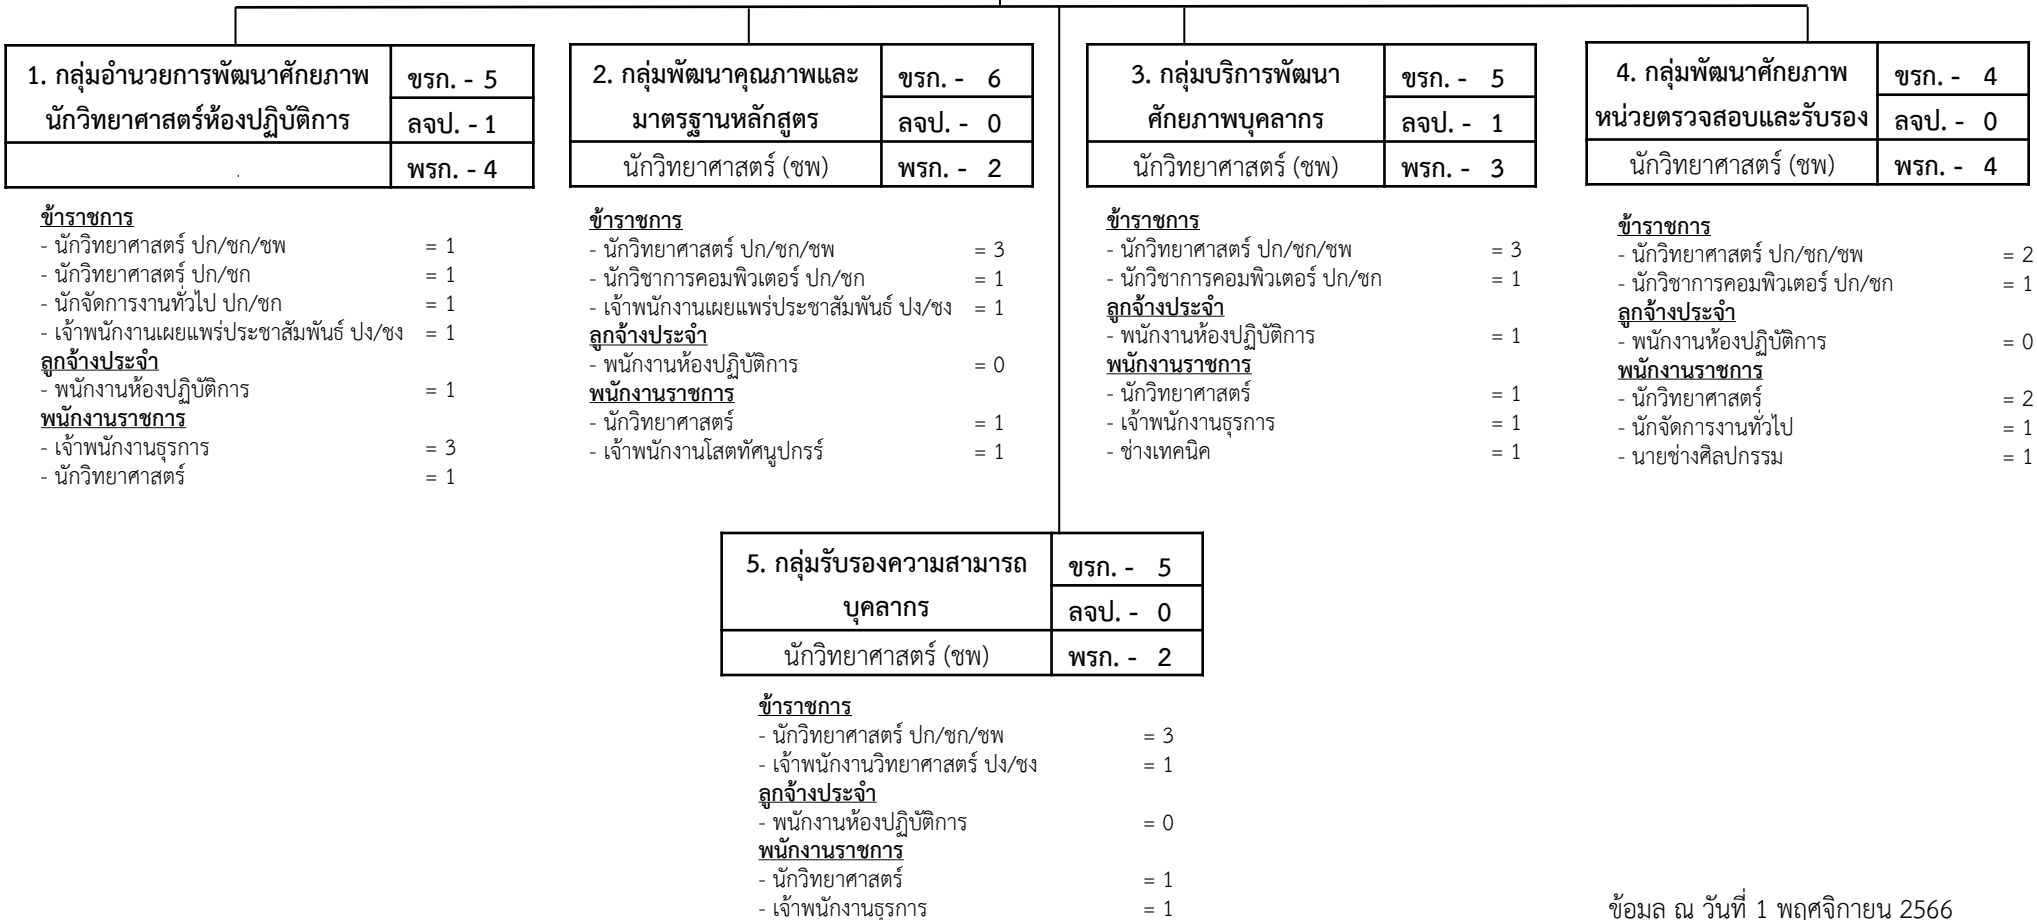 1. กลุ่มอำนวยการพัฒนาศักยภาพ
นักวิทยาศาสตร์ห้องปฏิบัติการ
ขรก. - 5
ลจป. - 1
พรก. - 4
ข้าราชการ
- นักวิทยาศาสตร์ ปก/ชก/ชพ = 1
- นักวิทยาศาสตร์ ปก/ชก = 1
- นักจัดการงานทั่วไป ปก/ชก = 1
- เจ้าพนักงานเผยแพร่ประชาสัมพันธ์ ปง/ชง = 1
ลูกจ้างประจำ
- พนักงานห้องปฏิบัติการ = 1
พนักงานราชการ
- เจ้าพนักงานธุรการ = 3
- นักวิทยาศาสตร์ = 1
2. กลุ่มพัฒนาคุณภาพและ
มาตรฐานหลักสูตร
นักวิทยาศาสตร์ (ชพ)
ขรก. - 6
ลจป. - 0
พรก. - 2
ข้าราชการ
- นักวิทยาศาสตร์ ปก/ชก/ชพ = 3
- นักวิชาการคอมพิวเตอร์ ปก/ชก = 1
- เจ้าพนักงานเผยแพร่ประชาสัมพันธ์ ปง/ชง = 1
ลูกจ้างประจำ
- พนักงานห้องปฏิบัติการ = 0
พนักงานราชการ
- นักวิทยาศาสตร์ = 1
- เจ้าพนักงานโสตทัศนูปกรร์ = 1
3. กลุ่มบริการพัฒนา
ศักยภาพบุคลากร
นักวิทยาศาสตร์ (ชพ)
ขรก. - 5
ลจป. - 1
พรก. - 3
ข้าราชการ
- นักวิทยาศาสตร์ ปก/ชก/ชพ = 3
- นักวิชาการคอมพิวเตอร์ ปก/ชก = 1
ลูกจ้างประจำ
- พนักงานห้องปฏิบัติการ = 1
พนักงานราชการ
- นักวิทยาศาสตร์ = 1
- เจ้าพนักงานธุรการ = 1
- ช่างเทคนิค = 1
4. กลุ่มพัฒนาศักยภาพ
หน่วยตรวจสอบและรับรอง
นักวิทยาศาสตร์ (ชพ)
ขรก. - 4
ลจป. - 0
พรก. - 4
ข้าราชการ
- นักวิทยาศาสตร์ ปก/ชก/ชพ = 2
- นักวิชาการคอมพิวเตอร์ ปก/ชก = 1
ลูกจ้างประจำ
- พนักงานห้องปฏิบัติการ = 0
พนักงานราชการ
- นักวิทยาศาสตร์ = 2
- นักจัดการงานทั่วไป = 1
- นายช่างศิลปกรรม = 1
5. กลุ่มรับรองความสามารถ
บุคลากร
นักวิทยาศาสตร์ (ชพ)
ขรก. - 5
ลจป. - 0
พรก. - 2
ข้าราชการ
- นักวิทยาศาสตร์ ปก/ชก/ชพ = 3
- เจ้าพนักงานวิทยาศาสตร์ ปง/ชง = 1
ลูกจ้างประจำ
- พนักงานห้องปฏิบัติการ = 0
พนักงานราชการ
- นักวิทยาศาสตร์ = 1
- เจ้าพนักงานธุรการ = 1
ข้อมูล ณ วันที่ 1 พฤศจิกายน 2566